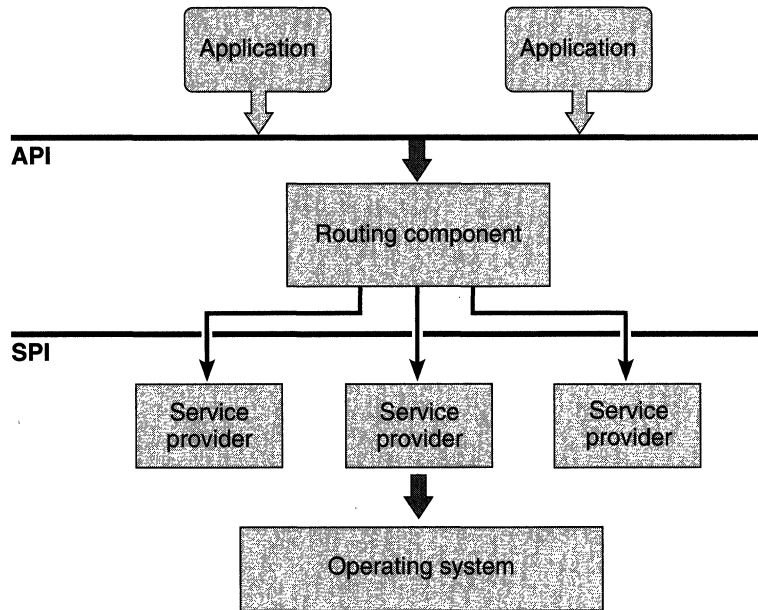 Application
Application
API
Routing component
SPI
Service
provider
Service
provider
Service
provider
Operating system